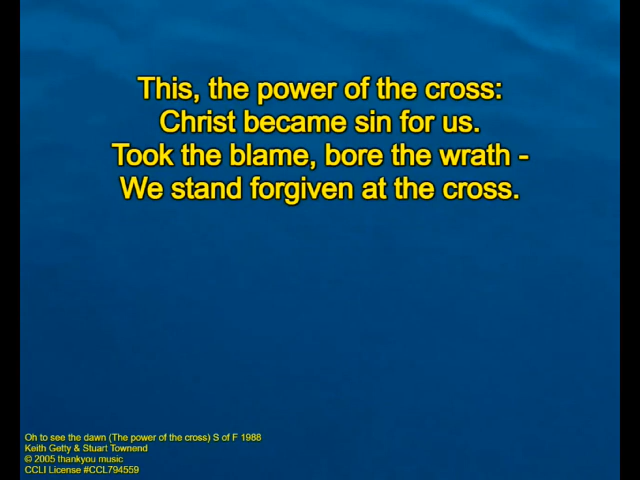 This, the power of the cross:
Christ became sin for us.
Took the blame, bore the wrath -
We stand forgiven at the cross.
Oh to see the dawn (The power of the cross) S of F 1988
Keith Getty & Stuart Townend
© 2005 thankyou music
CCLI License #CCL794559